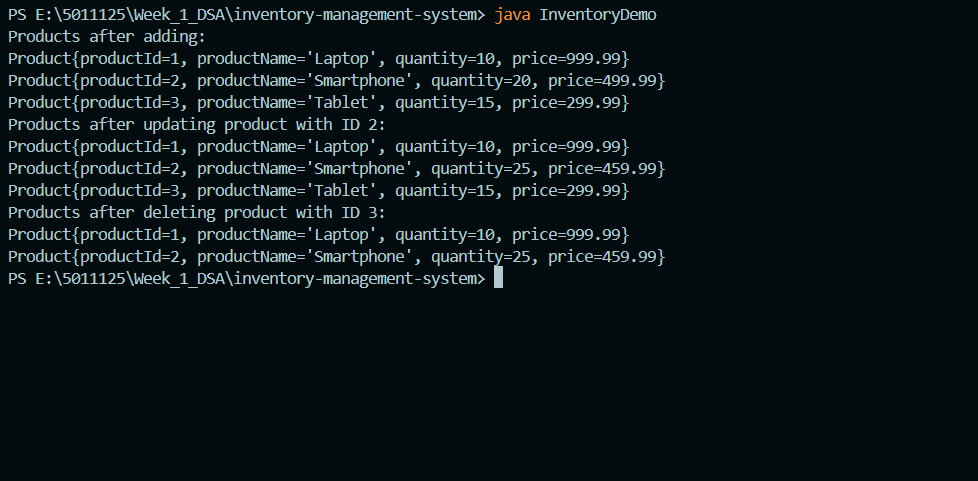 PS E:\5011125\Week_1_DSA\inventory-management-system> java InventoryDemo
Products after adding:
Product{productId=1, productName='Laptop', quantity=10, price=999.99}
Product{productId=2, productName='Smartphone', quantity=20, price=499.99}
Product{productId=3, productName='Tablet', quantity=15, price=299.99}
Products after updating product with ID 2:
Product{productId=1, productName='Laptop', quantity=10, price=999.99}
Product{productId=2, productName='Smartphone', quantity=25, price=459.99}
Product{productId=3, productName='Tablet', quantity=15, price=299.99}
Products after deleting product with ID 3:
Product{productId=1, productName='Laptop', quantity=10, price=999.99}
Product{productId=2, productName='Smartphone', quantity=25, price=459.99}
PS E:\5011125\Week_1_DSA\inventory-management-system>